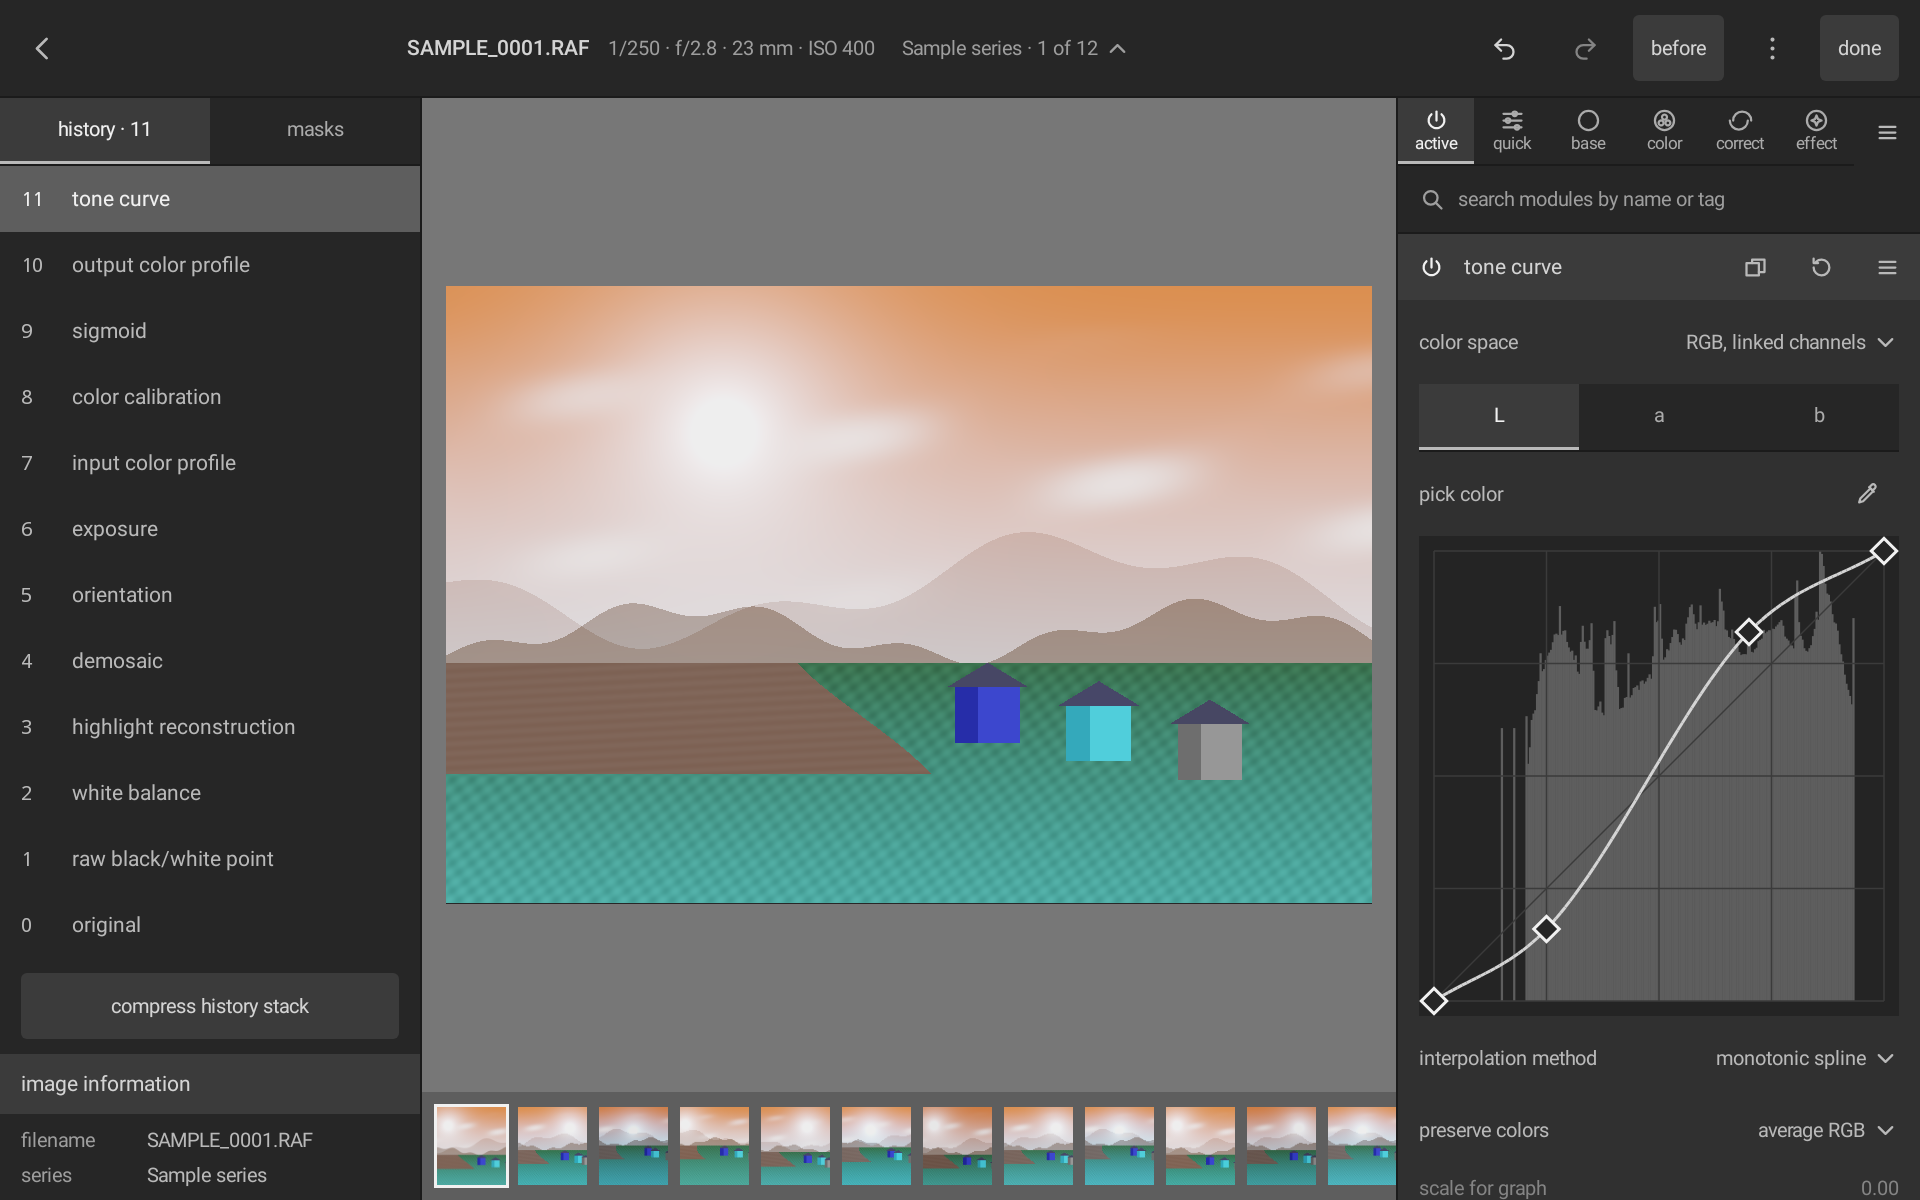 SAMPLE_0001.RAF 1/250 · f/2.8 · 23 mm · ISO 400 Sample series · 1 of 12
before
done
history · 11
masks
11 tone curve
10 output color profile
9 sigmoid
8 color calibration
7 input color profile
6 exposure
5 orientation
4 demosaic
3 highlight reconstruction
2 white balance
1 raw black/white point
0 original
compress history stack
image information
filename SAMPLE_0001.RAF
series Sample series
active quick base color correct effect
search modules by name or tag
tone curve
color space RGB, linked channels
L a b
pick color
interpolation method monotonic spline
preserve colors average RGB
scale for graph 0.00